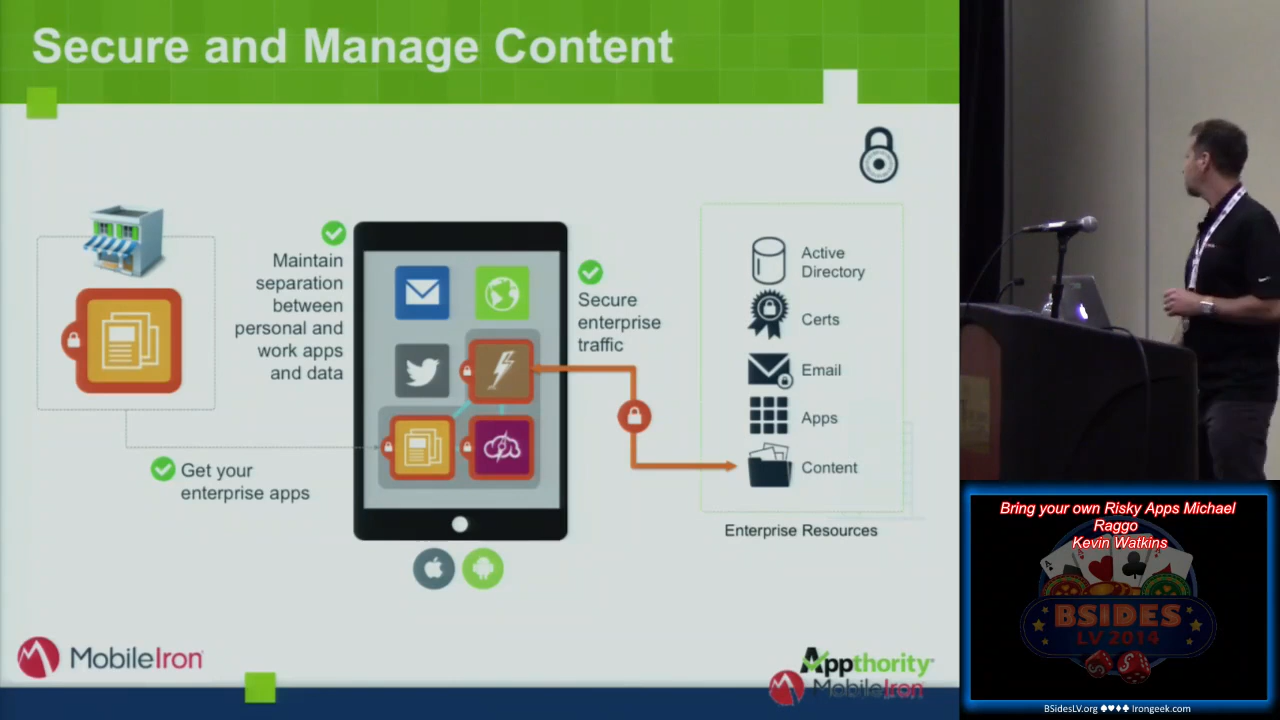 Secure and Manage Content
Maintain
separation
between
personal and
work apps
and data
Secure
enterprise
traffic
Get your
enterprise apps
Active
Directory
Certs
Email
Apps
Content
Enterprise Resources
MobileIron
Appthority
MobileIron
Bring your own Risky Apps Michael
Raggo
Kevin Watkins
BSIDES
LV 2014
BSidesLV.org ♠♥♦♣ Irongeek.com